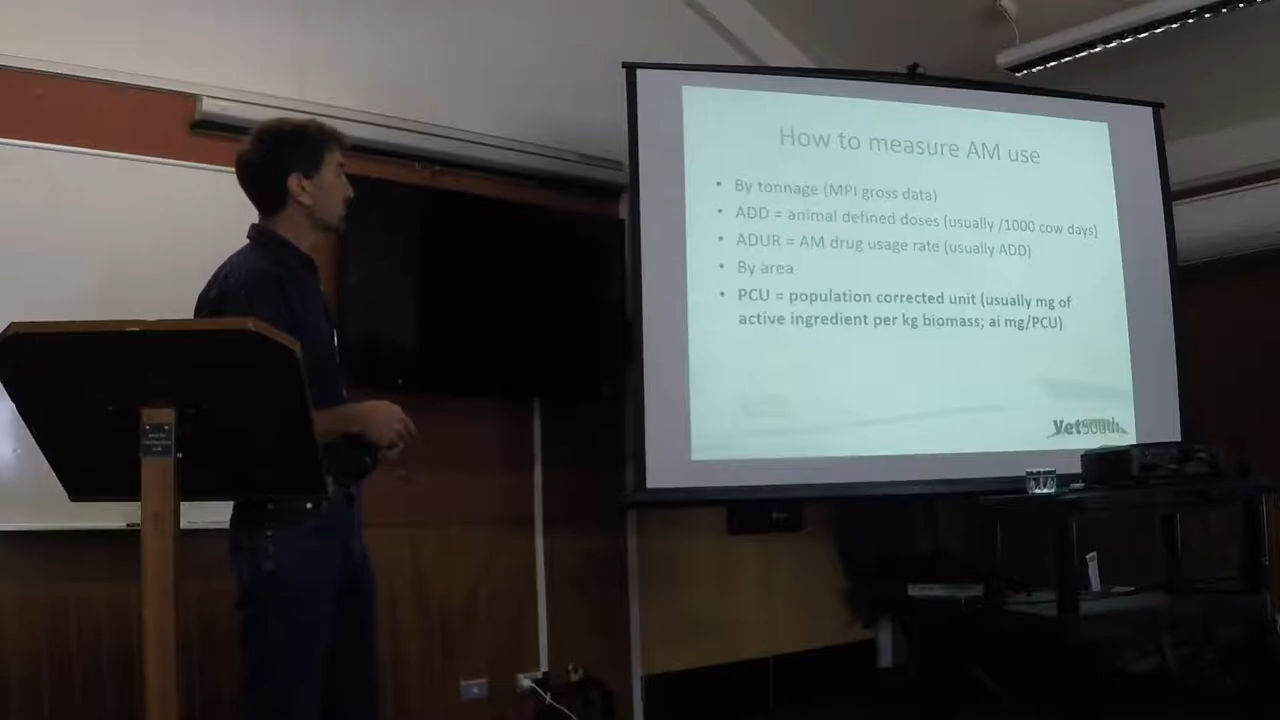 How to measure AM use
• By tonnage (MPI gross data)
• ADD = animal defined doses (usually /1000 cow days)
• ADUR = AM drug usage rate (usually ADD)
• By area
• PCU = population corrected unit (usually mg of
active ingredient per kg biomass; ai mg/PCU)
Vetsouth